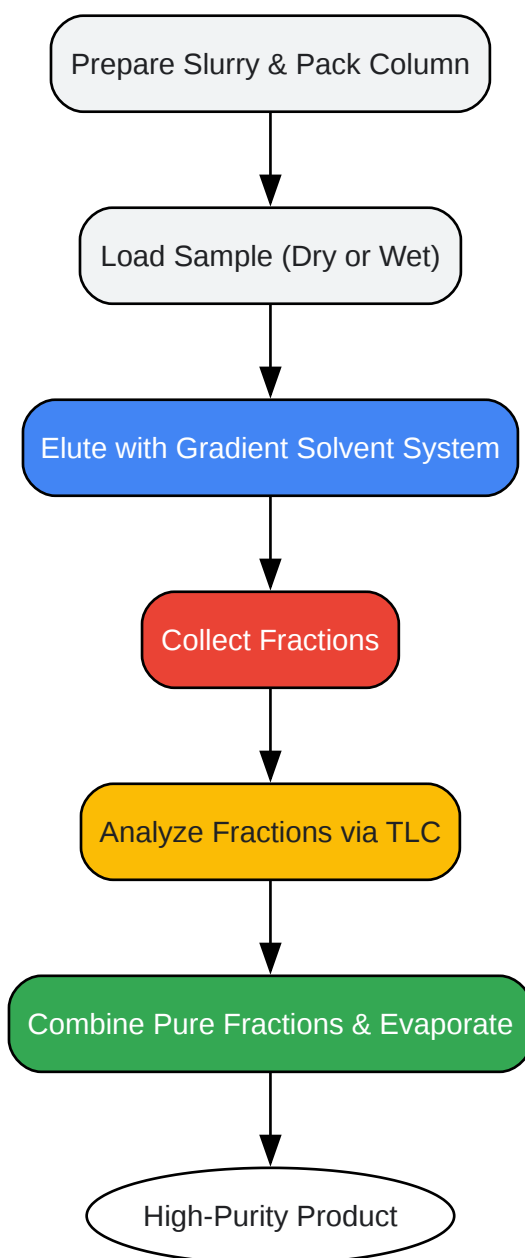 Prepare Slurry & Pack Column
Load Sample (Dry or Wet)
Elute with Gradient Solvent System
Collect Fractions
Analyze Fractions via TLC
Combine Pure Fractions & Evaporate
High-Purity Product